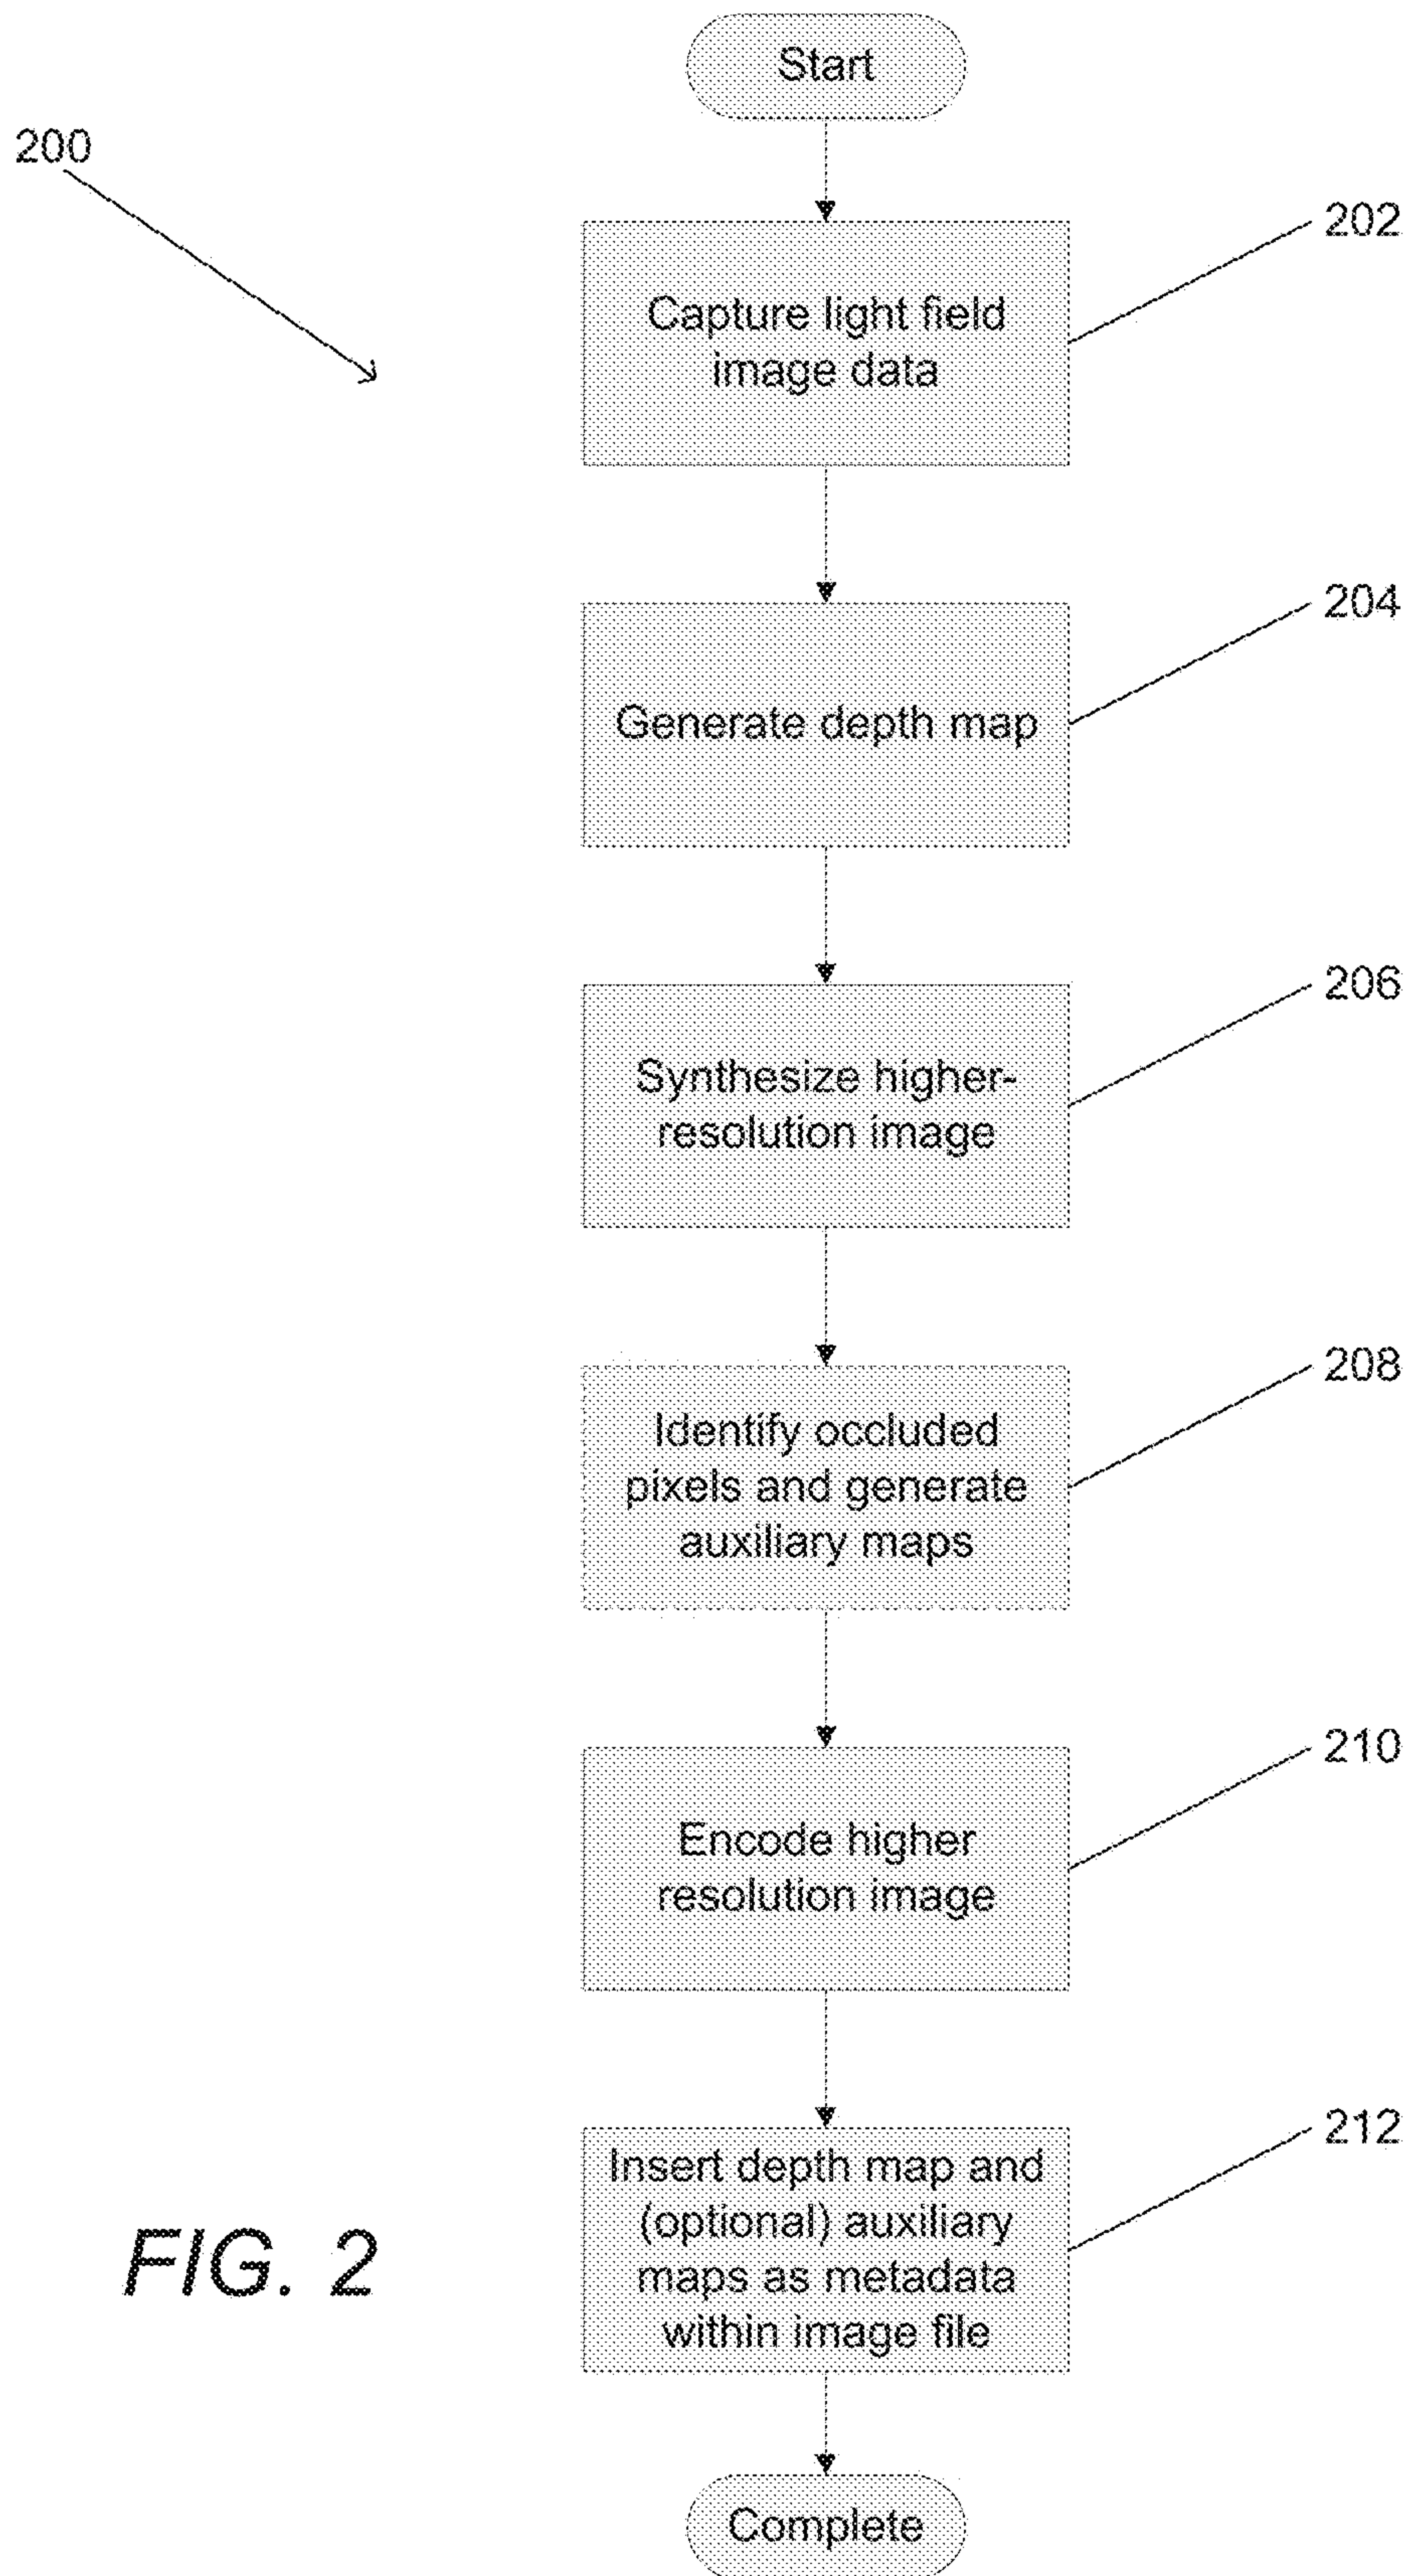 Start
200
202
Capture light field
image data
204
Generate depth map
206
Synthesize higher-
resolution image
208
Identify occluded
pixels and generate
auxiliary maps
210
Encode higher
resolution image
212
Insert depth map and
(optional) auxiliary
maps as metadata
within image file
FIG. 2
Complete